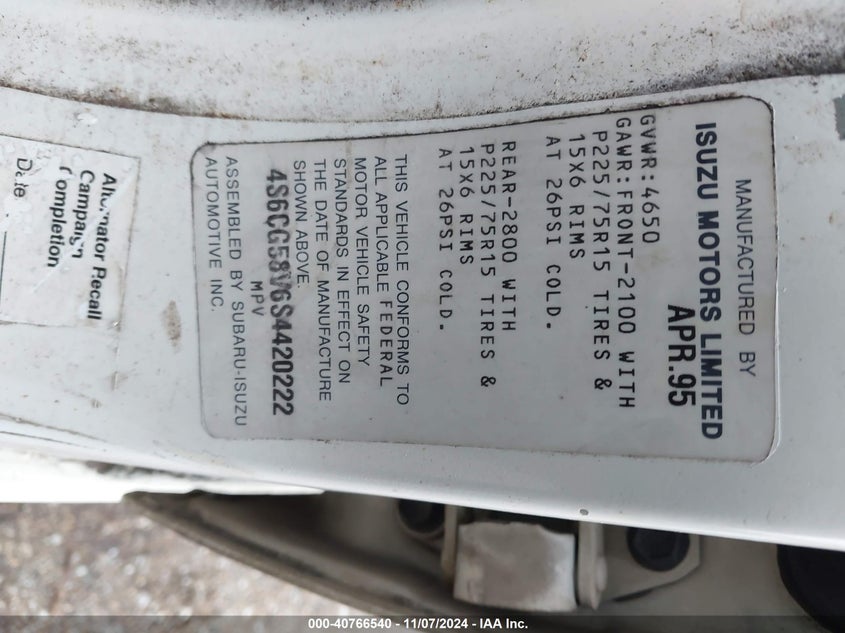 MANUFACTURED BY
ISUZU MOTORS LIMITED
APR.95
GVWR:4650
GAWR:FRONT-2100 WITH
P225/75R15 TIRES &
15X6 RIMS
AT 26PSI COLD.
REAR-2800 WITH
P225/75R15 TIRES &
15X6 RIMS
AT 26PSI COLD.
THIS VEHICLE CONFORMS TO
ALL APPLICABLE FEDERAL
MOTOR VEHICLE SAFETY
STANDARDS IN EFFECT ON
THE DATE OF MANUFACTURE
SHOWN ABOVE.
4S6CG58V6S4420222
MPV
ASSEMBLED BY SUBARU-ISUZU
AUTOMOTIVE INC.
Alternator Recall
Campaign
Completion
Date
000-40766540 - 11/07/2024 - IAA Inc.